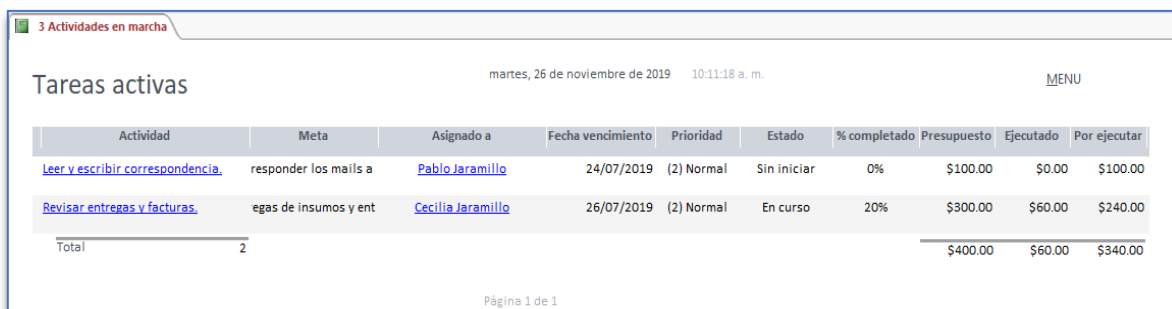 3 Actividades en marcha
Tareas activas martes, 26 de noviembre de 2019 10:11:18 a. m. MENU
Actividad Meta Asignado a Fecha vencimiento Prioridad Estado % completado Presupuesto Ejecutado Por ejecutar
Leer y escribir correspondencia. responder los mails a Pablo Jaramillo 24/07/2019 (2) Normal Sin iniciar 0% $100.00 $0.00 $100.00
Revisar entregas y facturas. egas de insumos y ent Cecilia Jaramillo 26/07/2019 (2) Normal En curso 20% $300.00 $60.00 $240.00
Total 2 $400.00 $60.00 $340.00
Página 1 de 1